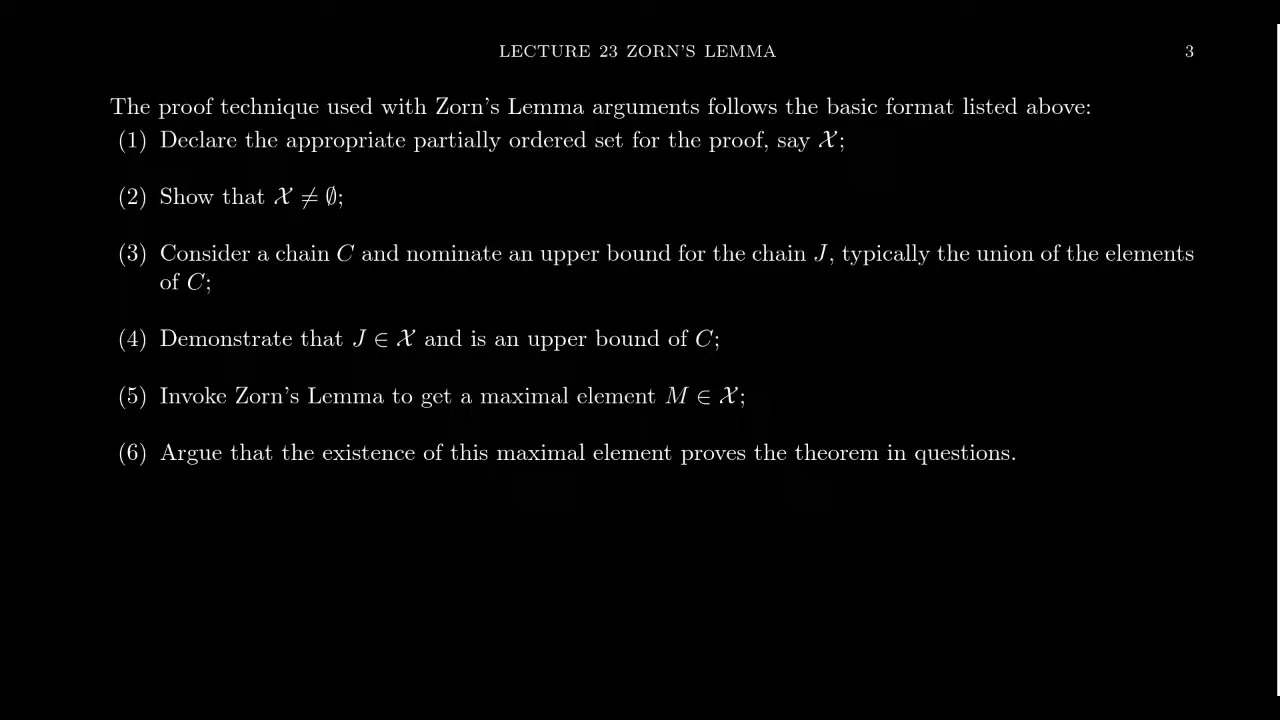 LECTURE 23 ZORN'S LEMMA 3
The proof technique used with Zorn's Lemma arguments follows the basic format listed above:
(1) Declare the appropriate partially ordered set for the proof, say 𝒳;
(2) Show that 𝒳 ≠ ∅;
(3) Consider a chain C and nominate an upper bound for the chain J, typically the union of the elements
of C;
(4) Demonstrate that J ∈ 𝒳 and is an upper bound of C;
(5) Invoke Zorn's Lemma to get a maximal element M ∈ 𝒳;
(6) Argue that the existence of this maximal element proves the theorem in questions.